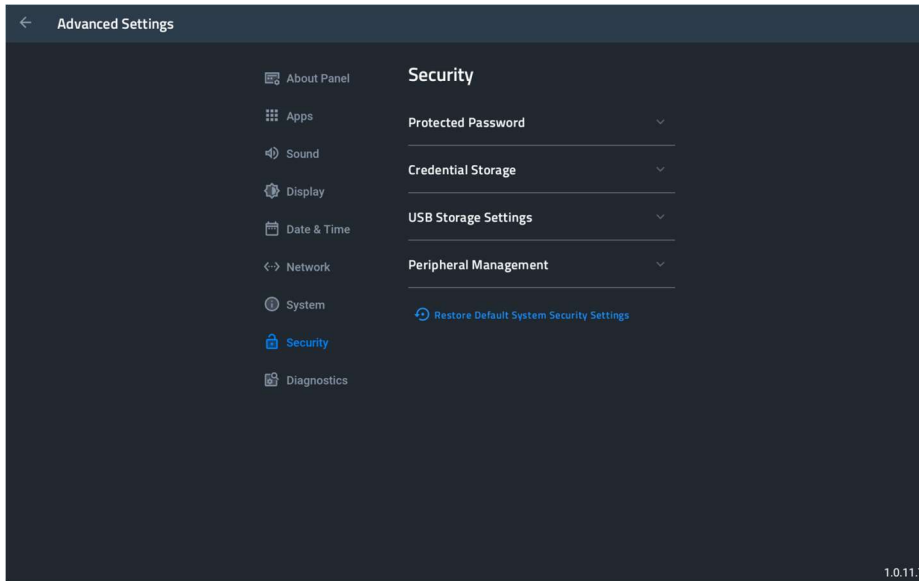 Advanced Settings
About Panel
Apps
Sound
Display
Date & Time
Network
System
Security
Diagnostics
Security
Protected Password
Credential Storage
USB Storage Settings
Peripheral Management
Restore Default System Security Settings